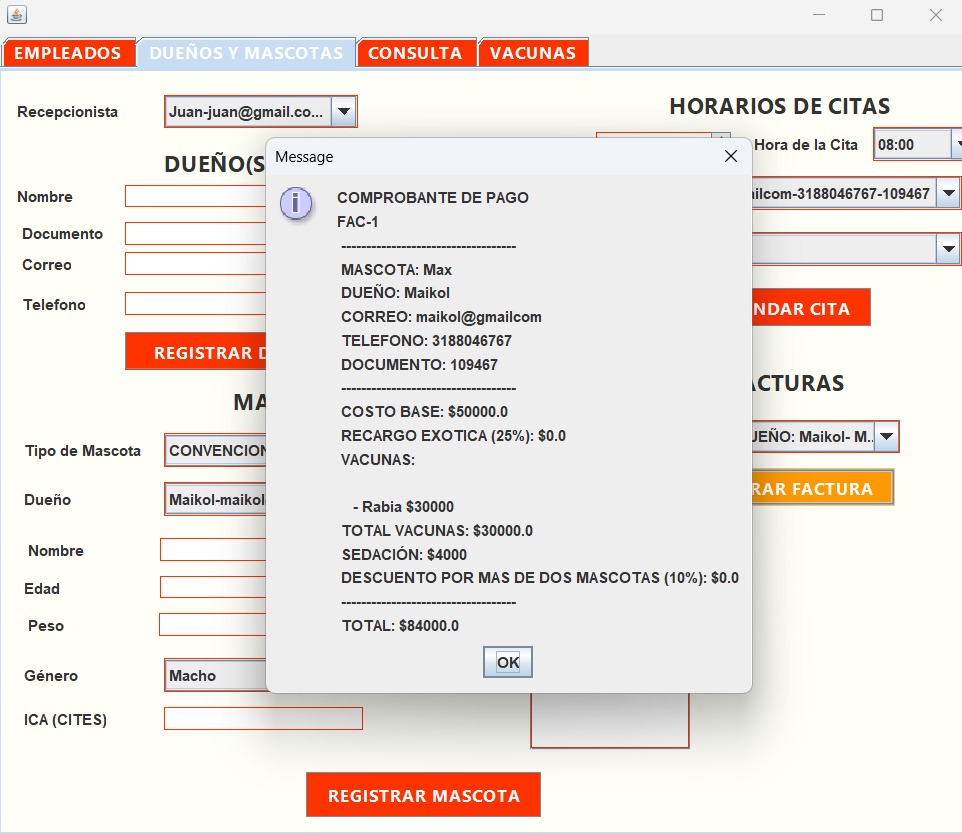 EMPLEADOS
DUEÑOS Y MASCOTAS
CONSULTA
VACUNAS
Recepcionista
Juan-juan@gmail.co...
HORARIOS DE CITAS
Hora de la Cita
08:00
DUEÑO(S
Nombre
Documento
Correo
Telefono
REGISTRAR D
ilcom-3188046767-109467
NDAR CITA
Message
COMPROBANTE DE PAGO
FAC-1
-----------------------------------
MASCOTA: Max
DUEÑO: Maikol
CORREO: maikol@gmailcom
TELEFONO: 3188046767
DOCUMENTO: 109467
-----------------------------------
COSTO BASE: $50000.0
RECARGO EXOTICA (25%): $0.0
VACUNAS:
- Rabia $30000
TOTAL VACUNAS: $30000.0
SEDACIÓN: $4000
DESCUENTO POR MAS DE DOS MASCOTAS (10%): $0.0
-----------------------------------
TOTAL: $84000.0
OK
MA
Tipo de Mascota
CONVENCION
Dueño
Maikol-maikol
Nombre
Edad
Peso
Género
Macho
ICA (CITES)
REGISTRAR MASCOTA
ACTURAS
UEÑO: Maikol- M..
RAR FACTURA